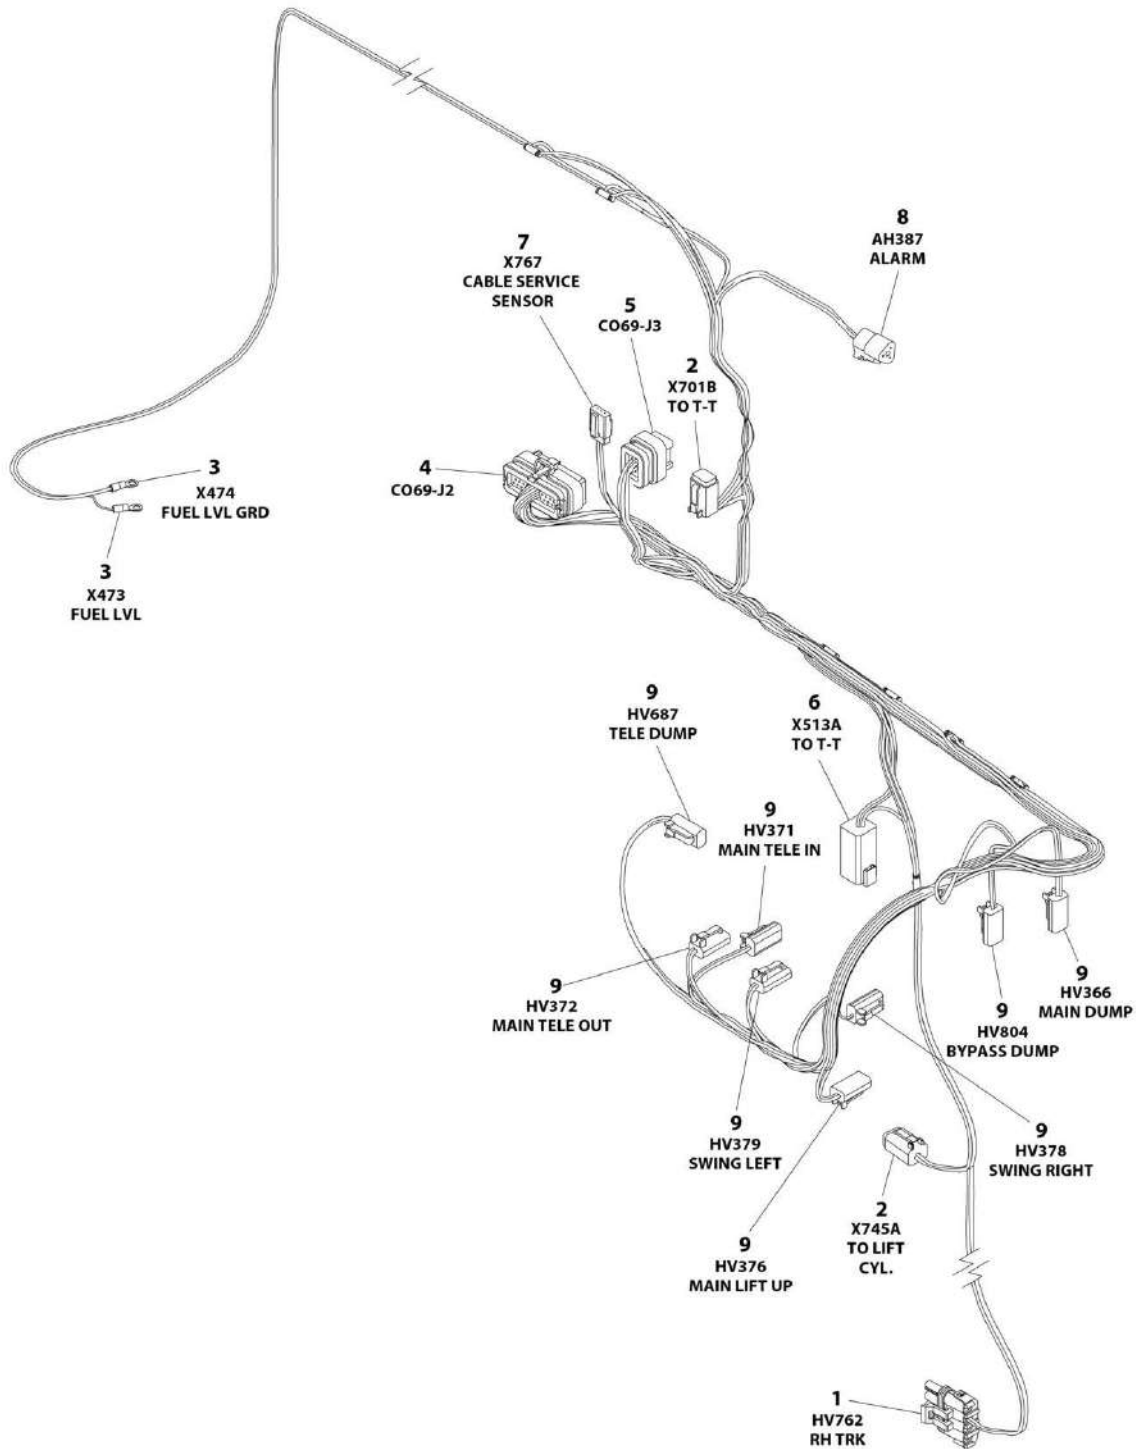 8
AH387
ALARM
7
X767
CABLE SERVICE
SENSOR
5
CO69-J3
2
X701B
TO T-T
4
CO69-J2
3
X474
FUEL LVL GRD
3
X473
FUEL LVL
9
HV687
TELE DUMP
6
X513A
TO T-T
9
HV371
MAIN TELE IN
9
HV372
MAIN TELE OUT
9
HV366
MAIN DUMP
9
HV804
BYPASS DUMP
9
HV379
SWING LEFT
9
HV378
SWING RIGHT
2
X745A
TO LIFT
CYL.
9
HV376
MAIN LIFT UP
1
HV762
RH TRK